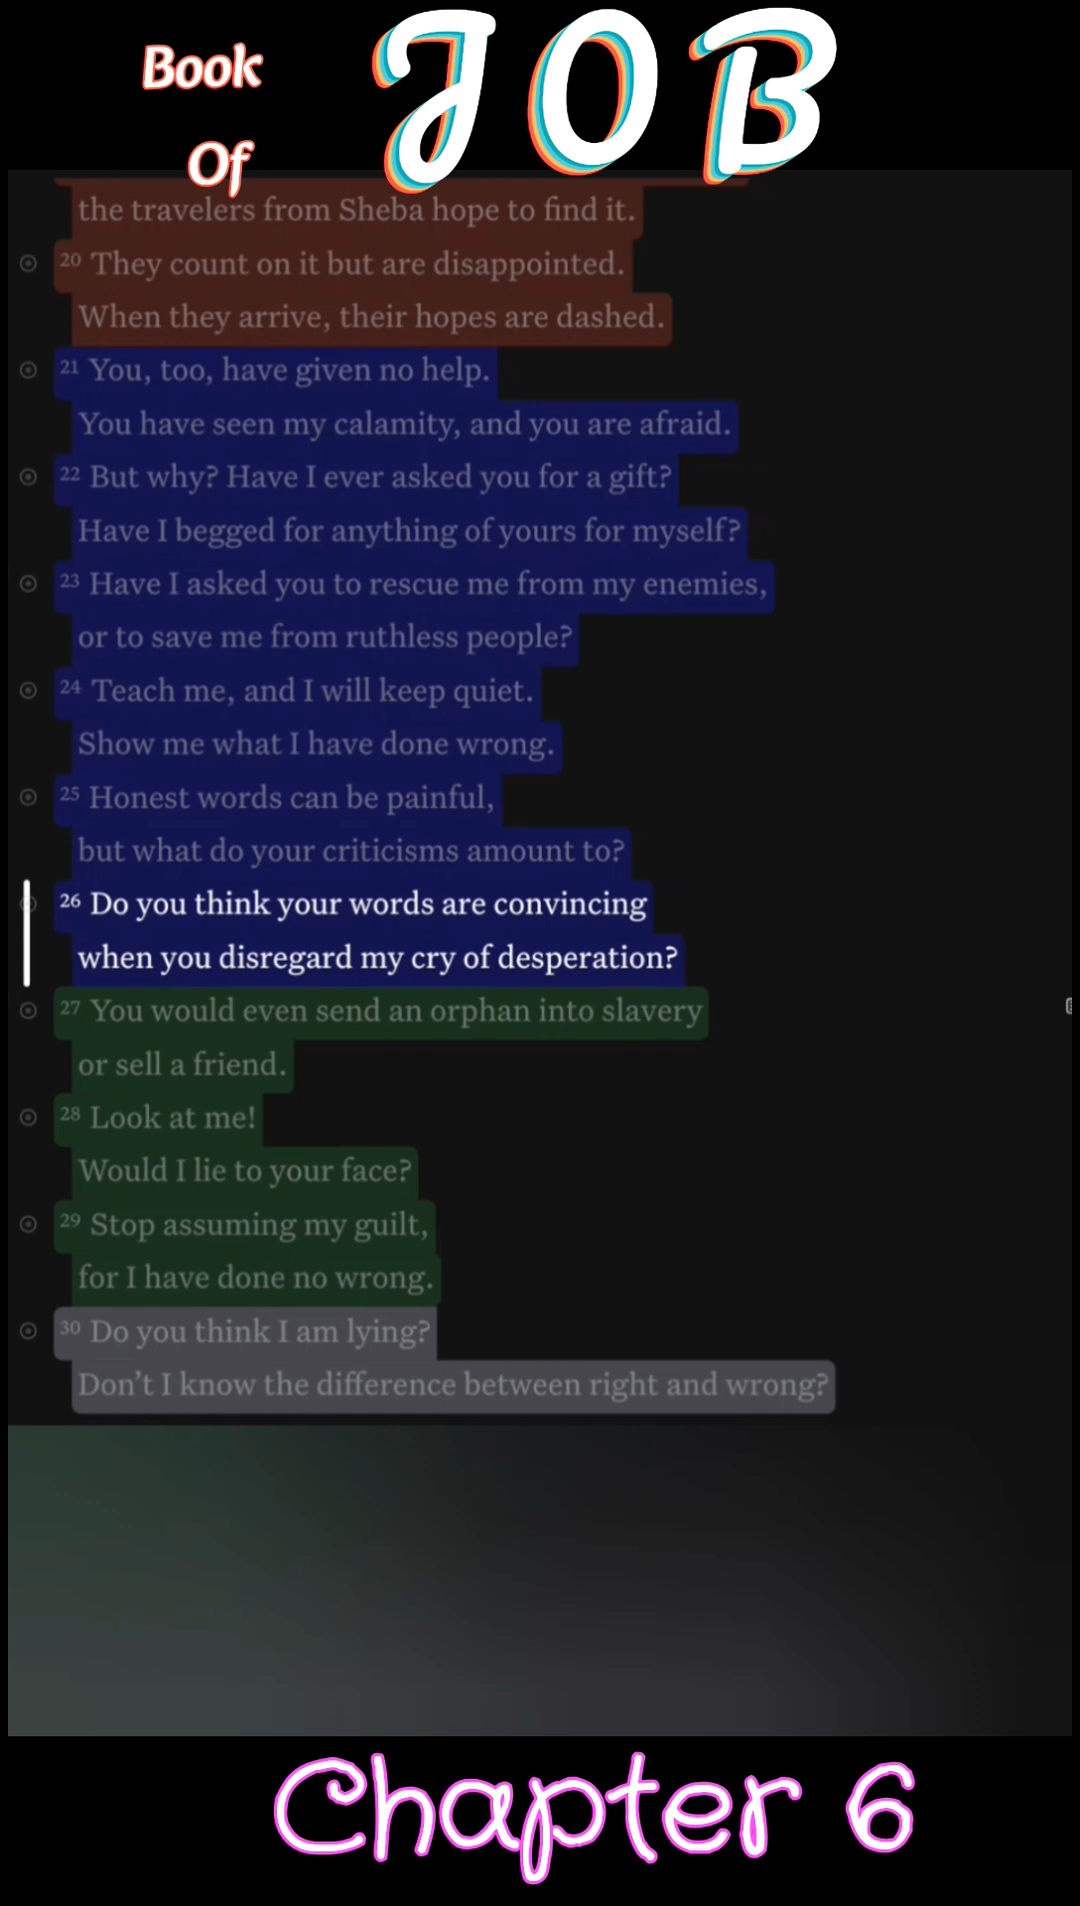 Book
Of
JOB
the travelers from Sheba hope to find it.
20 They count on it but are disappointed.
When they arrive, their hopes are dashed.
21 You, too, have given no help.
You have seen my calamity, and you are afraid.
22 But why? Have I ever asked you for a gift?
Have I begged for anything of yours for myself?
23 Have I asked you to rescue me from my enemies,
or to save me from ruthless people?
24 Teach me, and I will keep quiet.
Show me what I have done wrong.
25 Honest words can be painful,
but what do your criticisms amount to?
26 Do you think your words are convincing
when you disregard my cry of desperation?
27 You would even send an orphan into slavery
or sell a friend.
28 Look at me!
Would I lie to your face?
29 Stop assuming my guilt,
for I have done no wrong.
30 Do you think I am lying?
Don’t I know the difference between right and wrong?
Chapter 6